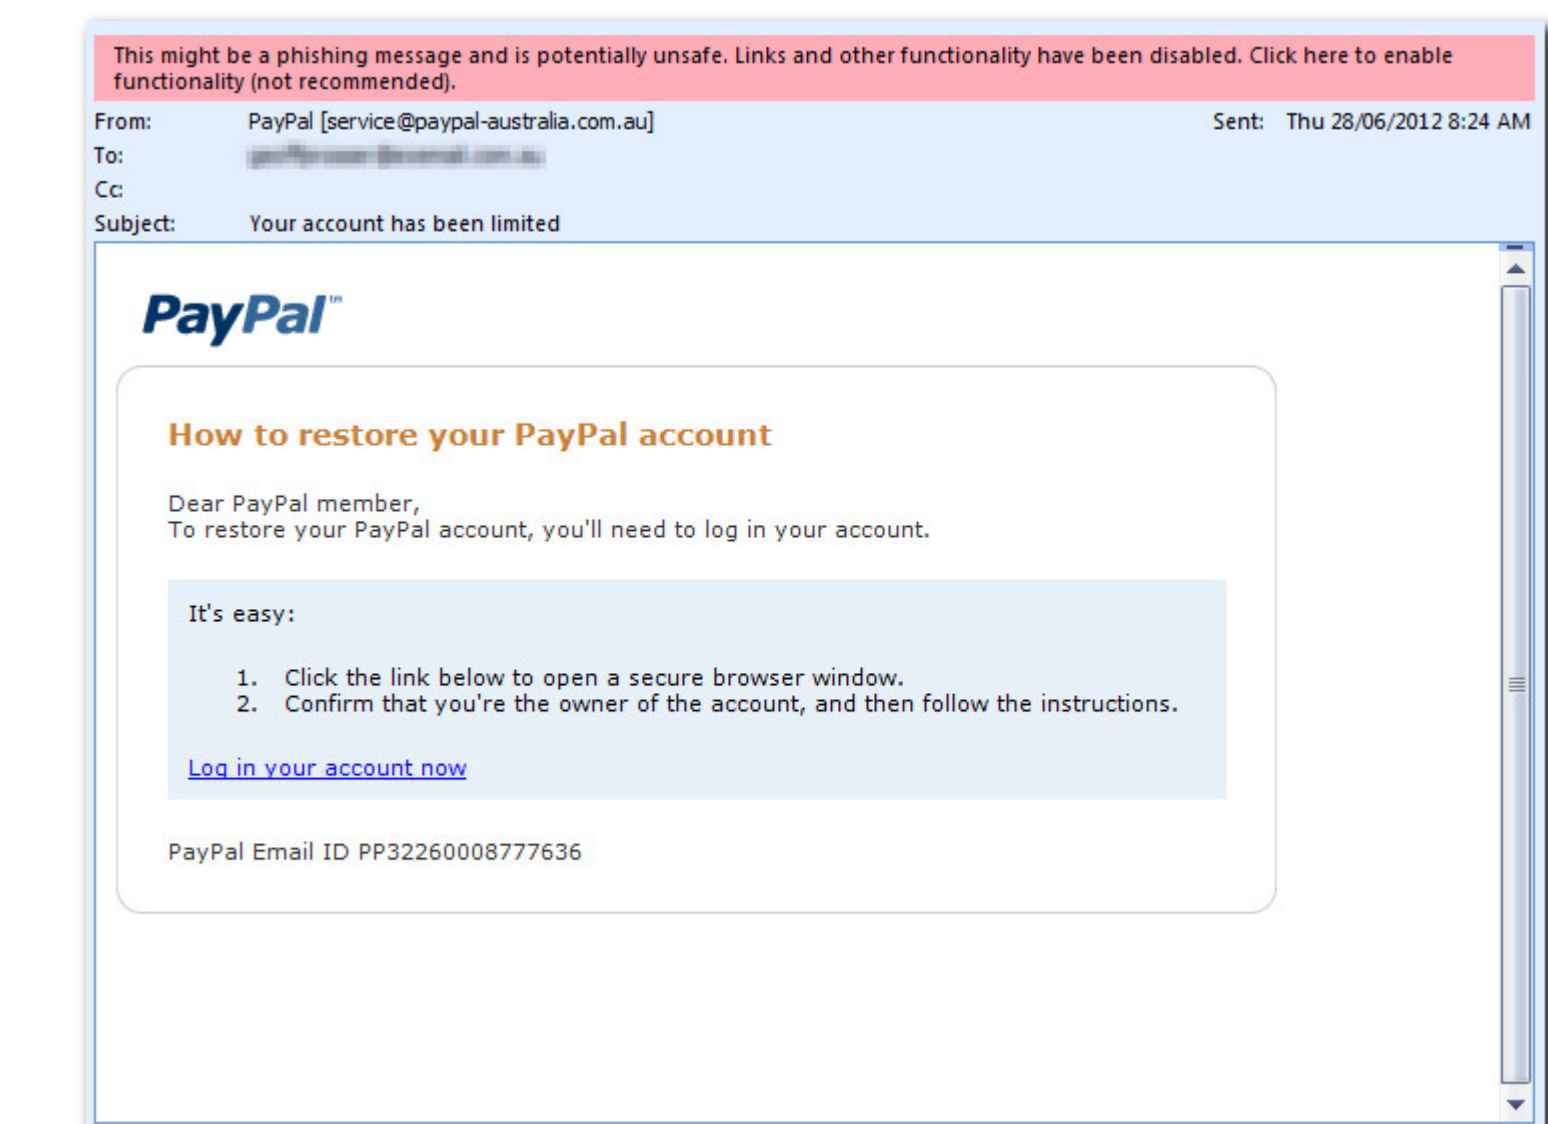 This might be a phishing message and is potentially unsafe. Links and other functionality have been disabled. Click here to enable
functionality (not recommended).
From: PayPal [service@paypal-australia.com.au] Sent: Thu 28/06/2012 8:24 AM
To:
Cc:
Subject: Your account has been limited
PayPal™
How to restore your PayPal account
Dear PayPal member,
To restore your PayPal account, you'll need to log in your account.
It's easy:
1. Click the link below to open a secure browser window.
2. Confirm that you're the owner of the account, and then follow the instructions.
Log in your account now
PayPal Email ID PP32260008777636